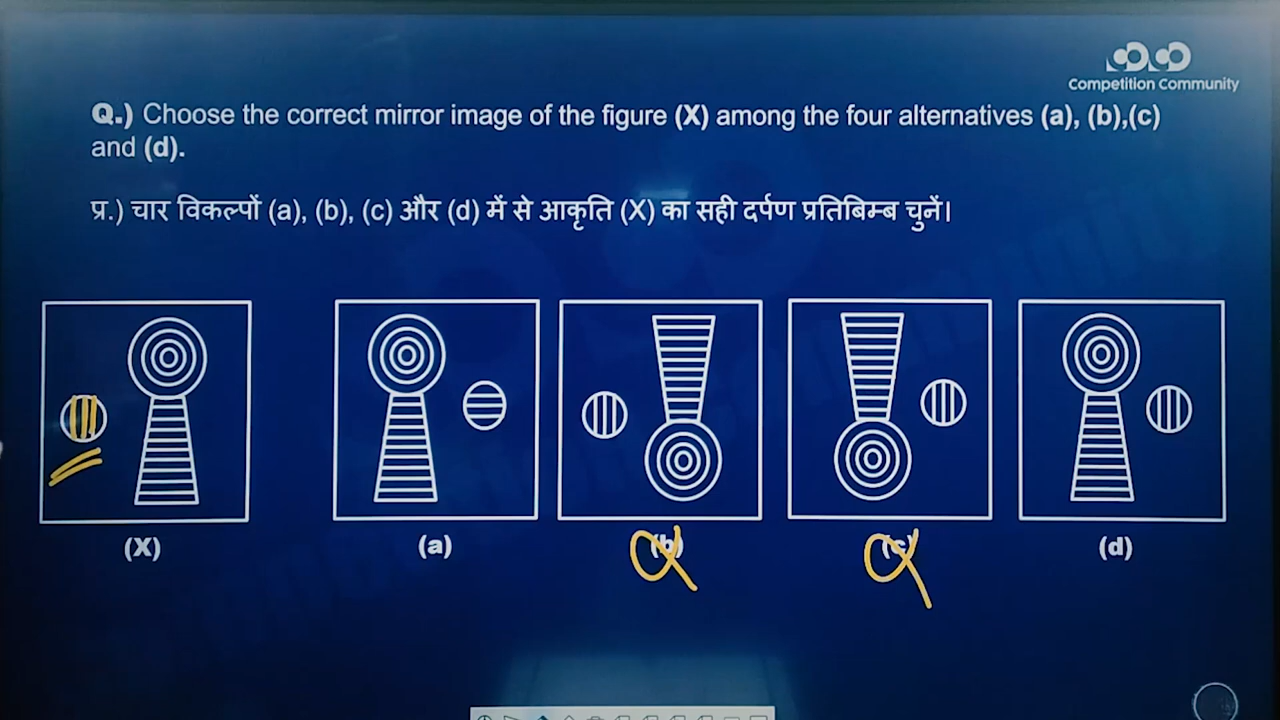 Competition Community
Q.) Choose the correct mirror image of the figure (X) among the four alternatives (a), (b),(c)
and (d).
प्र.) चार विकल्पों (a), (b), (c) और (d) में से आकृति (X) का सही दर्पण प्रतिबिम्ब चुनें।
(X) (a) (b) (c) (d)